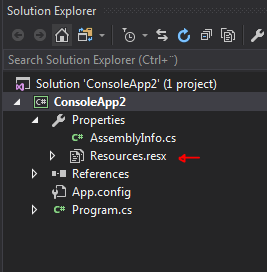 Solution Explorer
Search Solution Explorer (Ctrl+¨)
Solution 'ConsoleApp2' (1 project)
C# ConsoleApp2
Properties
C# AssemblyInfo.cs
Resources.resx
References
App.config
C# Program.cs